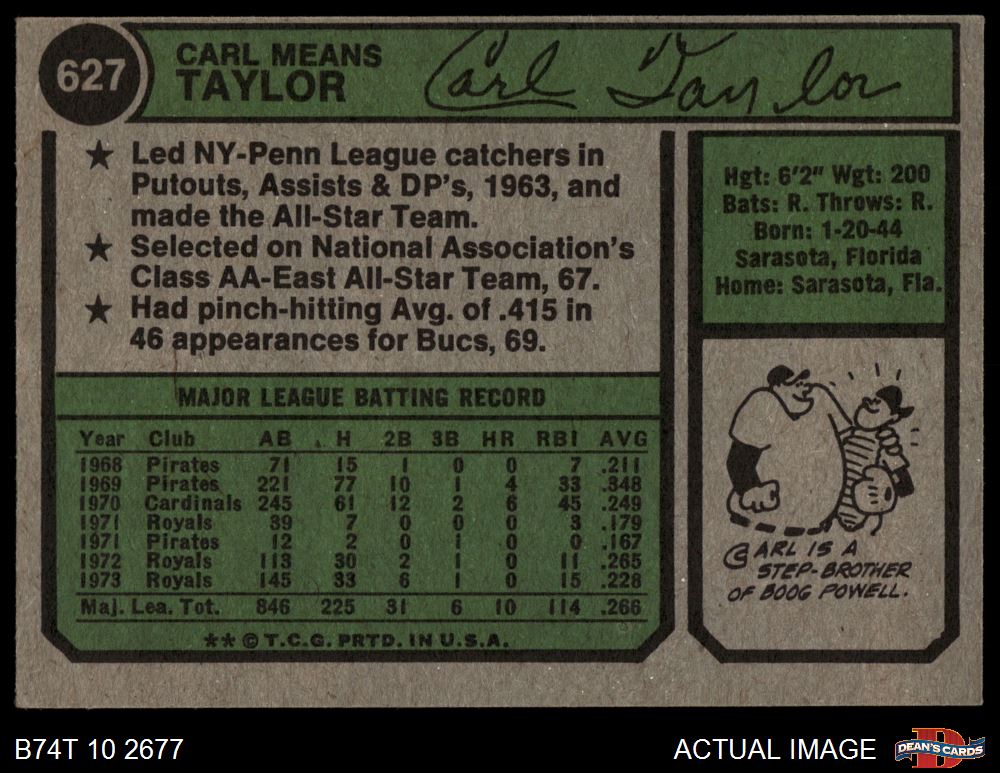 627
CARL MEANS
TAYLOR
Carl Taylor
★ Led NY-Penn League catchers in
Putouts, Assists & DP's, 1963, and
made the All-Star Team.
★ Selected on National Association's
Class AA-East All-Star Team, 67.
★ Had pinch-hitting Avg. of .415 in
46 appearances for Bucs, 69.
Hgt: 6'2" Wgt: 200
Bats: R. Throws: R.
Born: 1-20-44
Sarasota, Florida
Home: Sarasota, Fla.
MAJOR LEAGUE BATTING RECORD
Year Club AB H 2B 3B HR RBI AVG
1968 Pirates 71 15 1 0 0 7 .211
1969 Pirates 221 77 10 1 4 33 .348
1970 Cardinals 245 61 12 2 6 45 .249
1971 Royals 39 7 0 0 0 3 .179
1971 Pirates 12 2 0 1 0 0 .167
1972 Royals 113 30 2 1 0 11 .265
1973 Royals 145 33 6 1 0 15 .228
Maj. Lea. Tot. 846 225 31 6 10 114 .266
** © T.C.G. PRTD. IN U.S.A.
CARL IS A
STEP-BROTHER
OF BOOG POWELL.
B74T 10 2677
ACTUAL IMAGE
D
DEAN'S CARDS